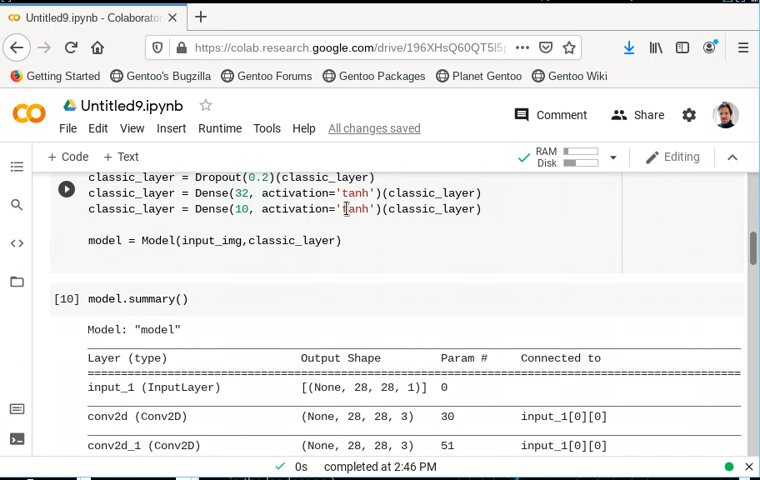 Untitled9.ipynb - Colaborator
https://colab.research.google.com/drive/196XHsQ60QT5l5p
Getting Started Gentoo's Bugzilla Gentoo Forums Gentoo Packages Planet Gentoo Gentoo Wiki
Untitled9.ipynb
Comment Share
File Edit View Insert Runtime Tools Help All changes saved
+ Code + Text RAM Disk Editing
classic_layer = Dropout(0.2)(classic_layer)
classic_layer = Dense(32, activation='tanh')(classic_layer)
classic_layer = Dense(10, activation='tanh')(classic_layer)
model = Model(input_img,classic_layer)
[10] model.summary()
Model: "model"
Layer (type) Output Shape Param # Connected to
=================================================================================================
input_1 (InputLayer) [(None, 28, 28, 1)] 0
conv2d (Conv2D) (None, 28, 28, 3) 30 input_1[0][0]
conv2d_1 (Conv2D) (None, 28, 28, 3) 51 input_1[0][0]
0s completed at 2:46 PM